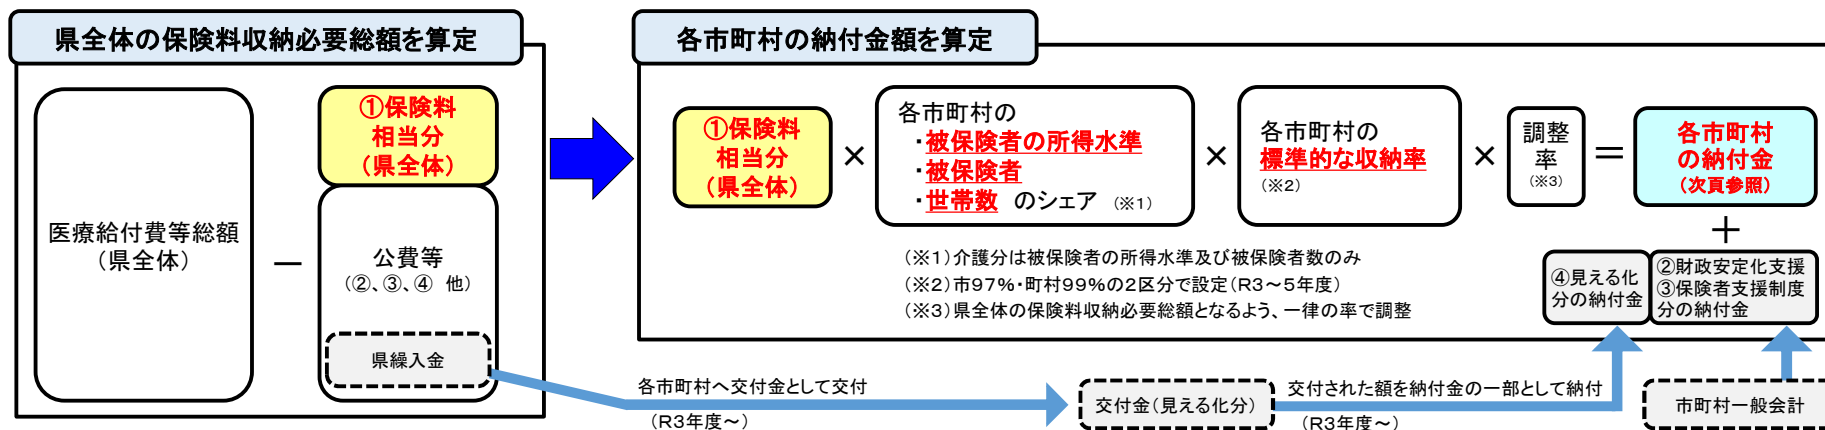 県全体の保険料収納必要総額を算定
医療給付費等総額
(県全体)
－
①保険料
相当分
(県全体)
公費等
(②、③、④ 他)
県繰入金
各市町村の納付金額を算定
①保険料
相当分
(県全体)
×
各市町村の
・被保険者の所得水準
・被保険者
・世帯数 のシェア (※1)
×
各市町村の
標準的な収納率
(※2)
×
調整
率
(※3)
＝
各市町村
の納付金
(次頁参照)
＋
④見える化
分の納付金
②財政安定化支援
③保険者支援制度
分の納付金
(※1)介護分は被保険者の所得水準及び被保険者数のみ
(※2)市97%・町村99%の2区分で設定(R3～5年度)
(※3)県全体の保険料収納必要総額となるよう、一律の率で調整
各市町村へ交付金として交付
(R3年度～)
交付金(見える化分)
交付された額を納付金の一部として納付
(R3年度～)
市町村一般会計